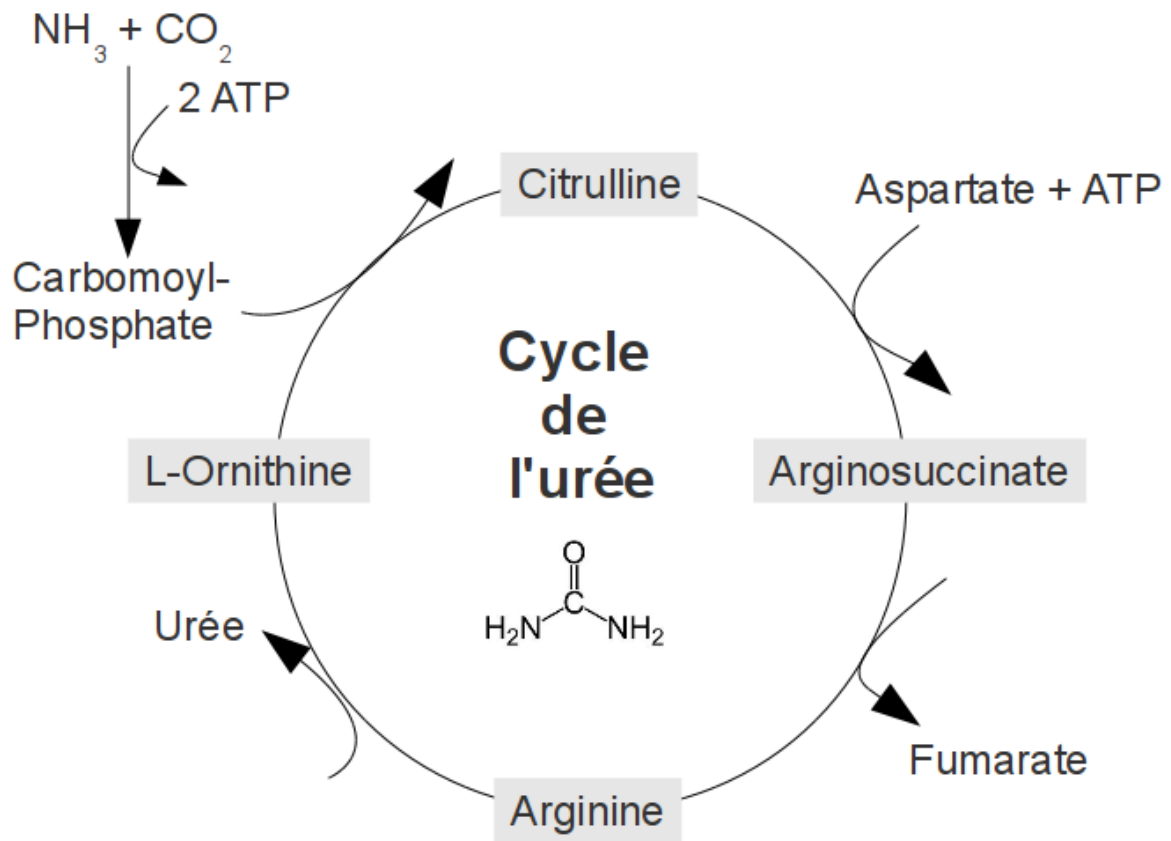 NH3 + CO2
2 ATP
Carbomoyl-
Phosphate
Citrulline
Aspartate + ATP
Cycle
de
l'urée
L-Ornithine
Arginosuccinate
O
C
H2N
NH2
Urée
Fumarate
Arginine